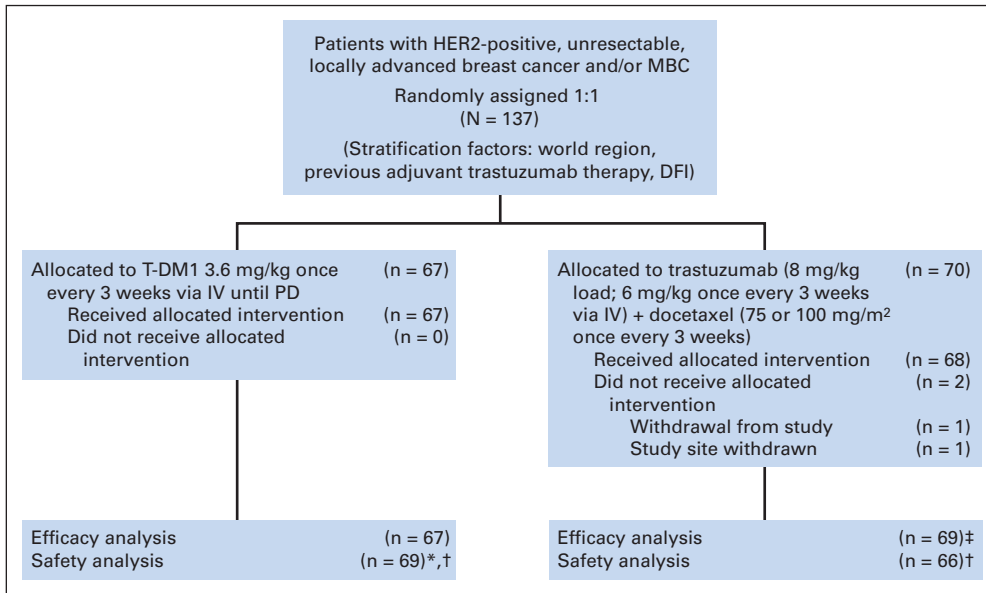 Patients with HER2-positive, unresectable,
locally advanced breast cancer and/or MBC
Randomly assigned 1:1
(N = 137)
(Stratification factors: world region,
previous adjuvant trastuzumab therapy, DFI)
Allocated to T-DM1 3.6 mg/kg once (n = 67)
every 3 weeks via IV until PD
Received allocated intervention (n = 67)
Did not receive allocated (n = 0)
intervention
Allocated to trastuzumab (8 mg/kg (n = 70)
load; 6 mg/kg once every 3 weeks
via IV) + docetaxel (75 or 100 mg/m²
once every 3 weeks)
Received allocated intervention (n = 68)
Did not receive allocated (n = 2)
intervention
Withdrawal from study (n = 1)
Study site withdrawn (n = 1)
Efficacy analysis (n = 67)
Safety analysis (n = 69)*,†
Efficacy analysis (n = 69)‡
Safety analysis (n = 66)†